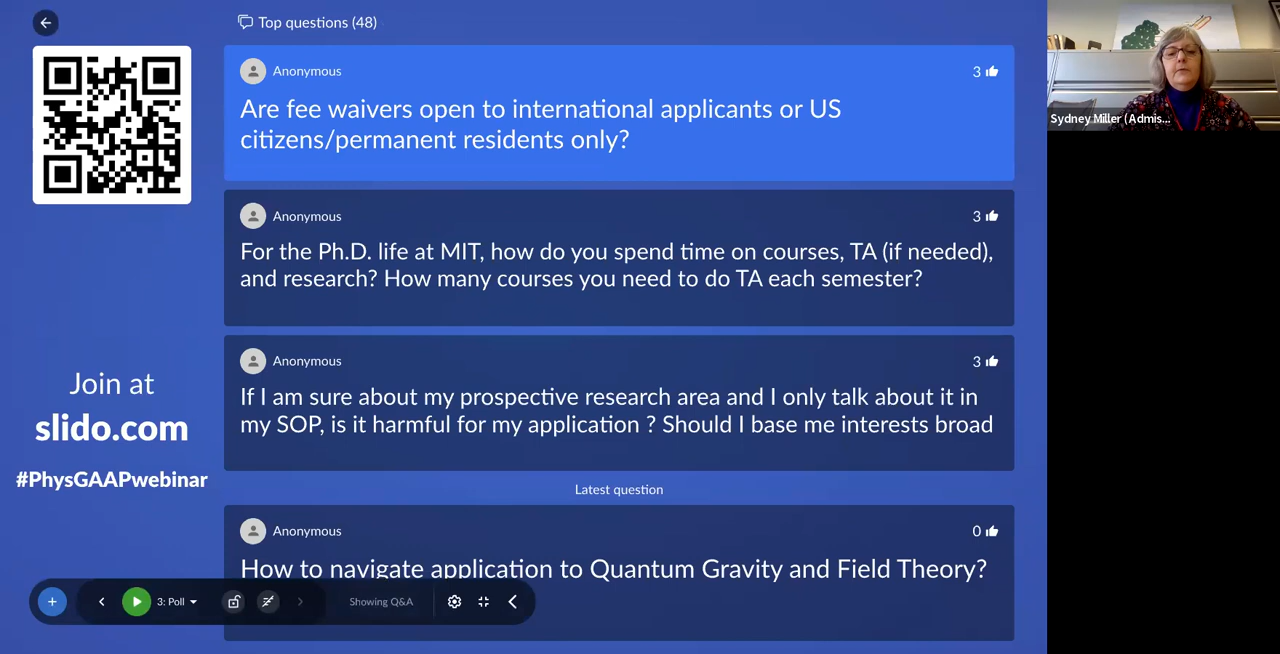 Top questions (48)
Anonymous
3
Are fee waivers open to international applicants or US
citizens/permanent residents only?
Anonymous
3
For the Ph.D. life at MIT, how do you spend time on courses, TA (if needed),
and research? How many courses you need to do TA each semester?
Anonymous
3
If I am sure about my prospective research area and I only talk about it in
my SOP, is it harmful for my application ? Should I base me interests broad
Latest question
Anonymous
0
How to navigate application to Quantum Gravity and Field Theory?
Join at
slido.com
#PhysGAAPwebinar
3: Poll
Showing Q&A
Sydney Miller (Admis...